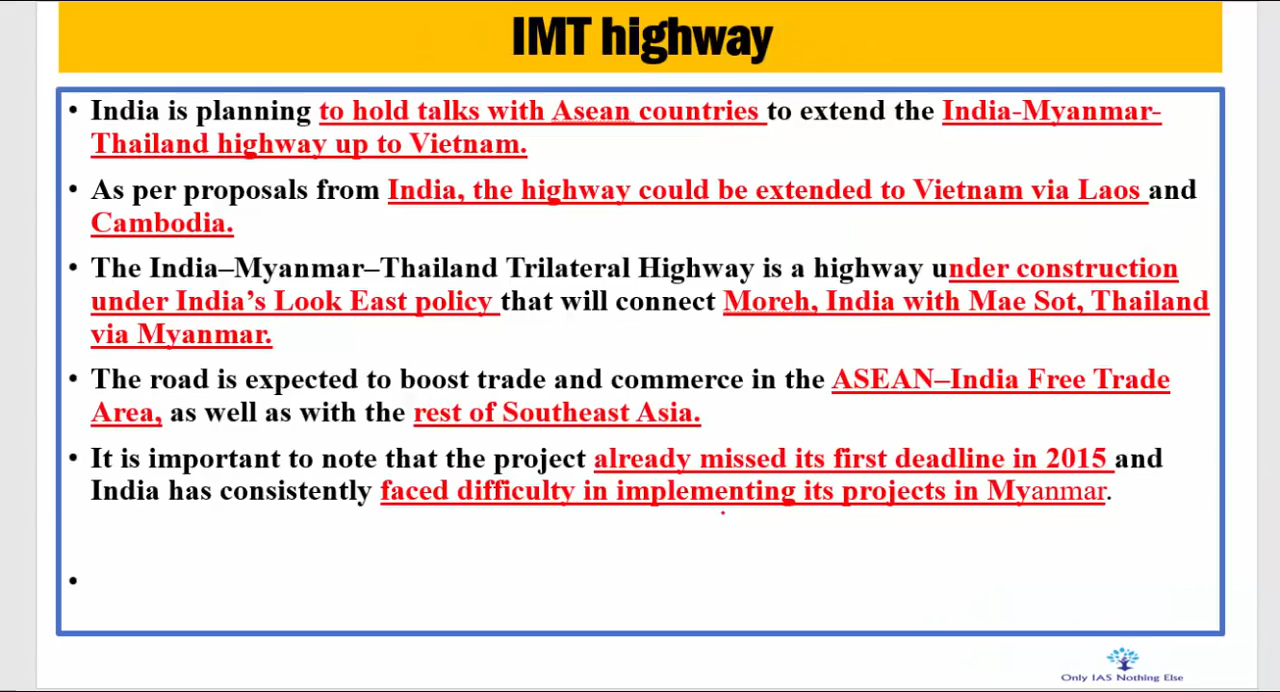 IMT highway
• India is planning to hold talks with Asean countries to extend the India-Myanmar-
Thailand highway up to Vietnam.
• As per proposals from India, the highway could be extended to Vietnam via Laos and
Cambodia.
• The India–Myanmar–Thailand Trilateral Highway is a highway under construction
under India’s Look East policy that will connect Moreh, India with Mae Sot, Thailand
via Myanmar.
• The road is expected to boost trade and commerce in the ASEAN–India Free Trade
Area, as well as with the rest of Southeast Asia.
• It is important to note that the project already missed its first deadline in 2015 and
India has consistently faced difficulty in implementing its projects in Myanmar.
•
Only IAS Nothing Else